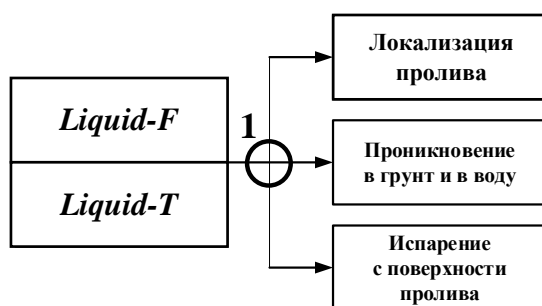 Liquid-F
Liquid-T
1
Локализация
пролива
Проникновение
в грунт и в воду
Испарение
с поверхности
пролива